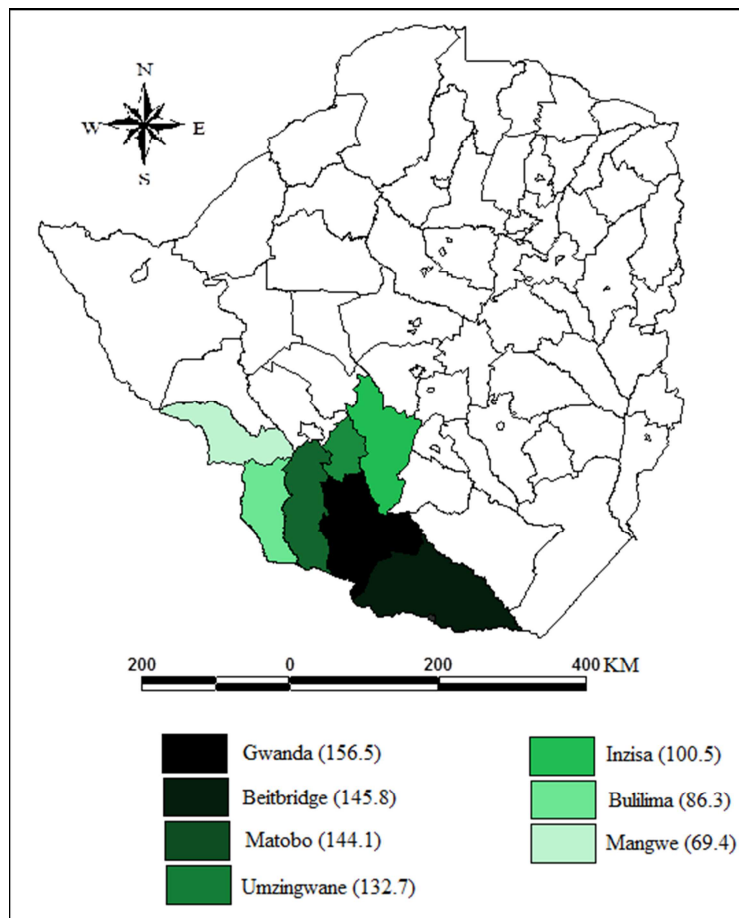 N
W E
S
200 0 200 400 KM
Gwanda (156.5)
Beitbridge (145.8)
Matobo (144.1)
Umzingwane (132.7)
Inzisa (100.5)
Bulilima (86.3)
Mangwe (69.4)